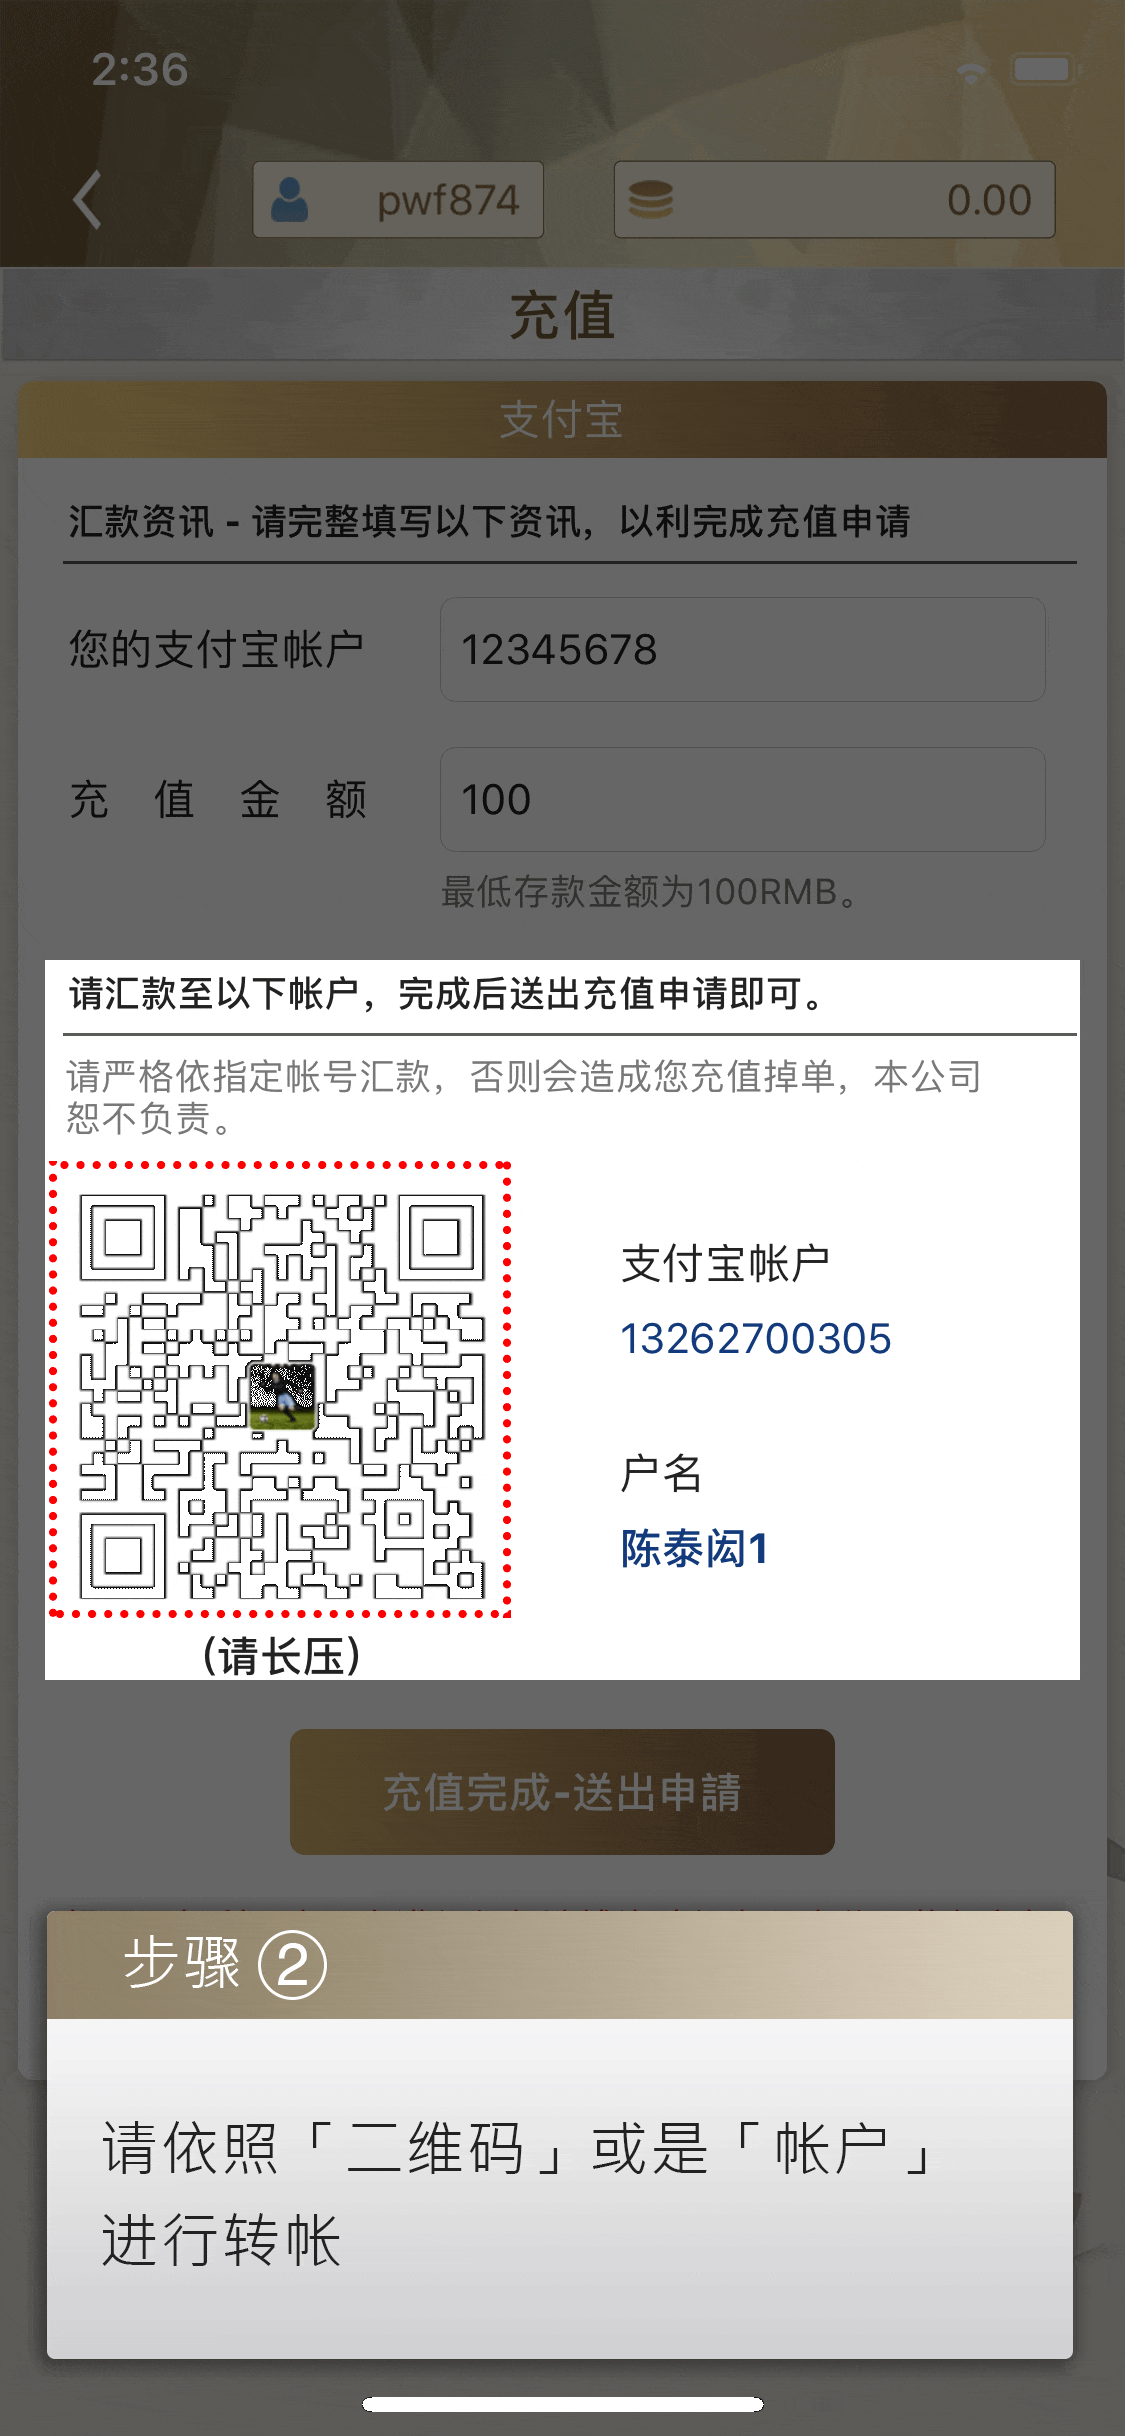 2:36
pwf874
0.00
充值
支付宝
汇款资讯 - 请完整填写以下资讯，以利完成充值申请
您的支付宝帐户
12345678
充 值 金 额
100
最低存款金额为100RMB。
请汇款至以下帐户，完成后送出充值申请即可。
请严格依指定帐号汇款，否则会造成您充值掉单，本公司
恕不负责。
支付宝帐户
13262700305
户名
陈泰闳1
(请长压)
充值完成-送出申請
步骤 ②
请依照「二维码」或是「帐户」
进行转帐